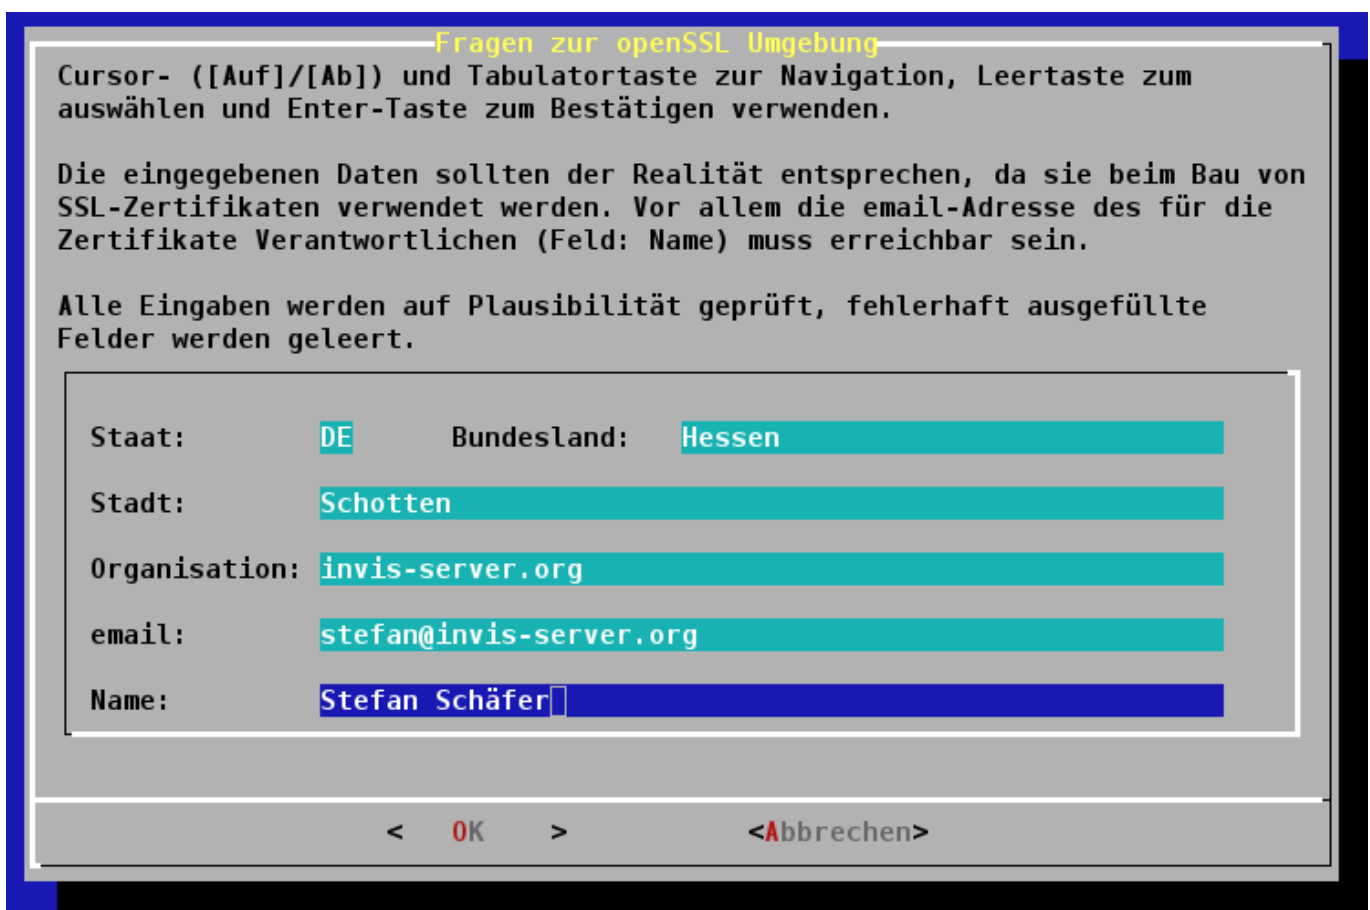 Fragen zur openSSL Umgebung
Cursor- ([Auf]/[Ab]) und Tabulatortaste zur Navigation, Leertaste zum
auswählen und Enter-Taste zum Bestätigen verwenden.
Die eingegebenen Daten sollten der Realität entsprechen, da sie beim Bau von
SSL-Zertifikaten verwendet werden. Vor allem die email-Adresse des für die
Zertifikate Verantwortlichen (Feld: Name) muss erreichbar sein.
Alle Eingaben werden auf Plausibilität geprüft, fehlerhaft ausgefüllte
Felder werden geleert.
Staat: DE Bundesland: Hessen
Stadt: Schotten
Organisation: invis-server.org
email: stefan@invis-server.org
Name: Stefan Schäfer
< OK > <Abbrechen>